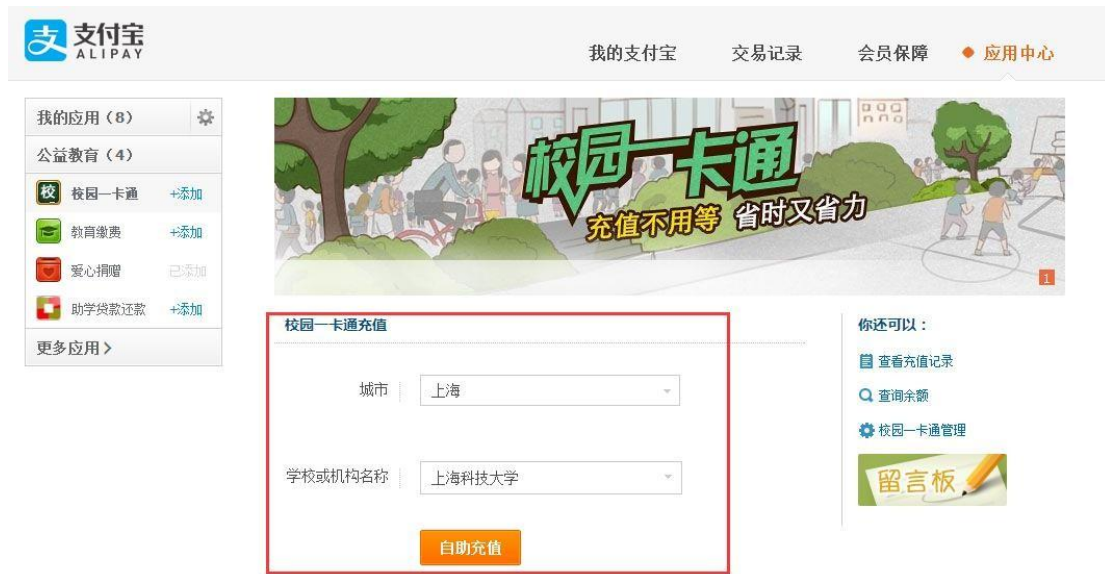 支付宝
ALIPAY
我的支付宝 交易记录 会员保障 应用中心
我的应用（8）
公益教育（4）
校 校园一卡通 +添加
教育缴费 +添加
爱心捐赠 已添加
助学贷款还款 +添加
更多应用 >
校园一卡通
充值不用等 省时又省力
1
校园一卡通充值
城市 上海
学校或机构名称 上海科技大学
自助充值
你还可以：
查看充值记录
查询余额
校园一卡通管理
留言板